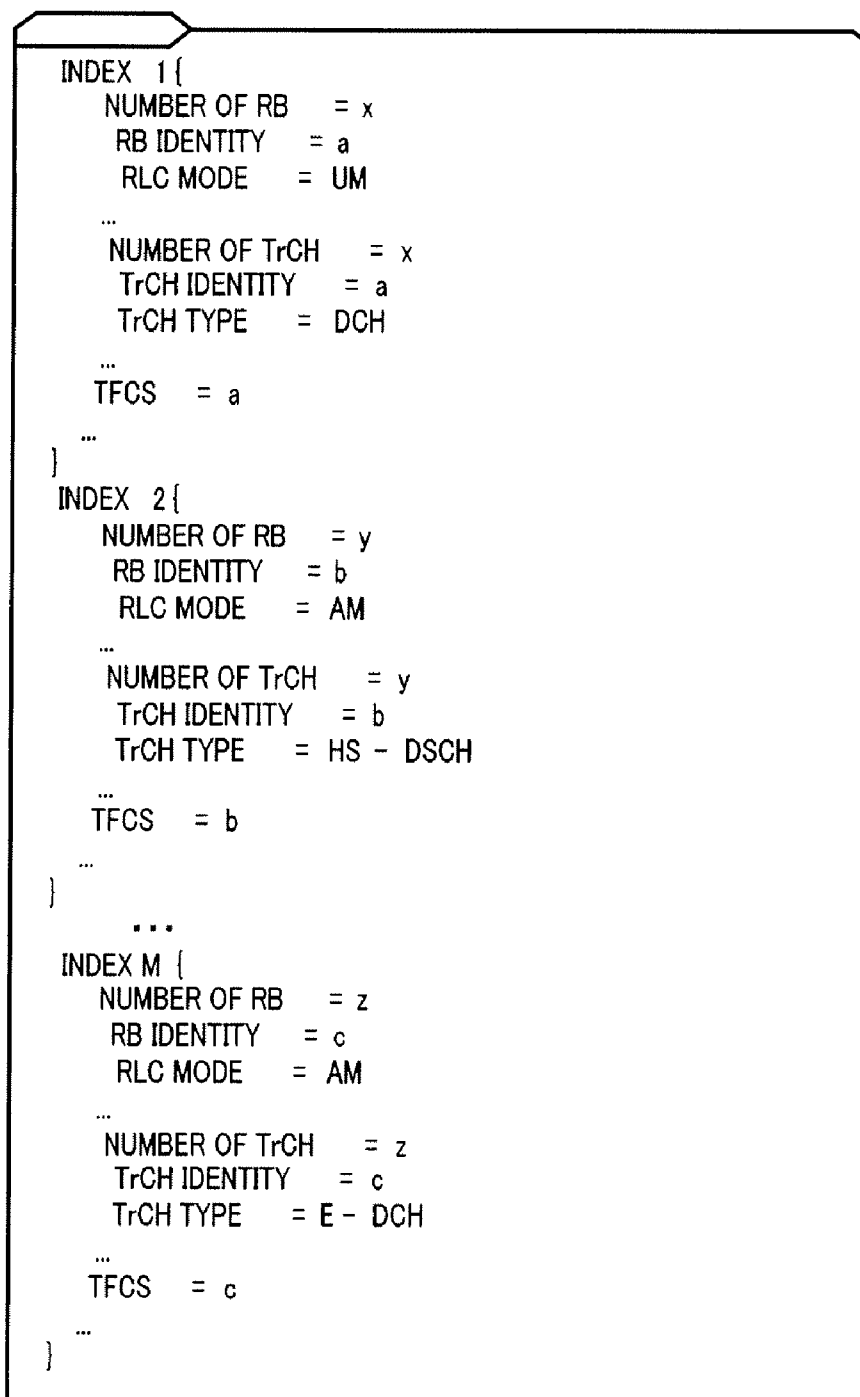 INDEX 1 {
NUMBER OF RB = x
RB IDENTITY = a
RLC MODE = UM
...
NUMBER OF TrCH = x
TrCH IDENTITY = a
TrCH TYPE = DCH
...
TFCS = a
...
}
INDEX 2 {
NUMBER OF RB = y
RB IDENTITY = b
RLC MODE = AM
...
NUMBER OF TrCH = y
TrCH IDENTITY = b
TrCH TYPE = HS - DSCH
...
TFCS = b
...
}
...
INDEX M {
NUMBER OF RB = z
RB IDENTITY = c
RLC MODE = AM
...
NUMBER OF TrCH = z
TrCH IDENTITY = c
TrCH TYPE = E - DCH
...
TFCS = c
...
}